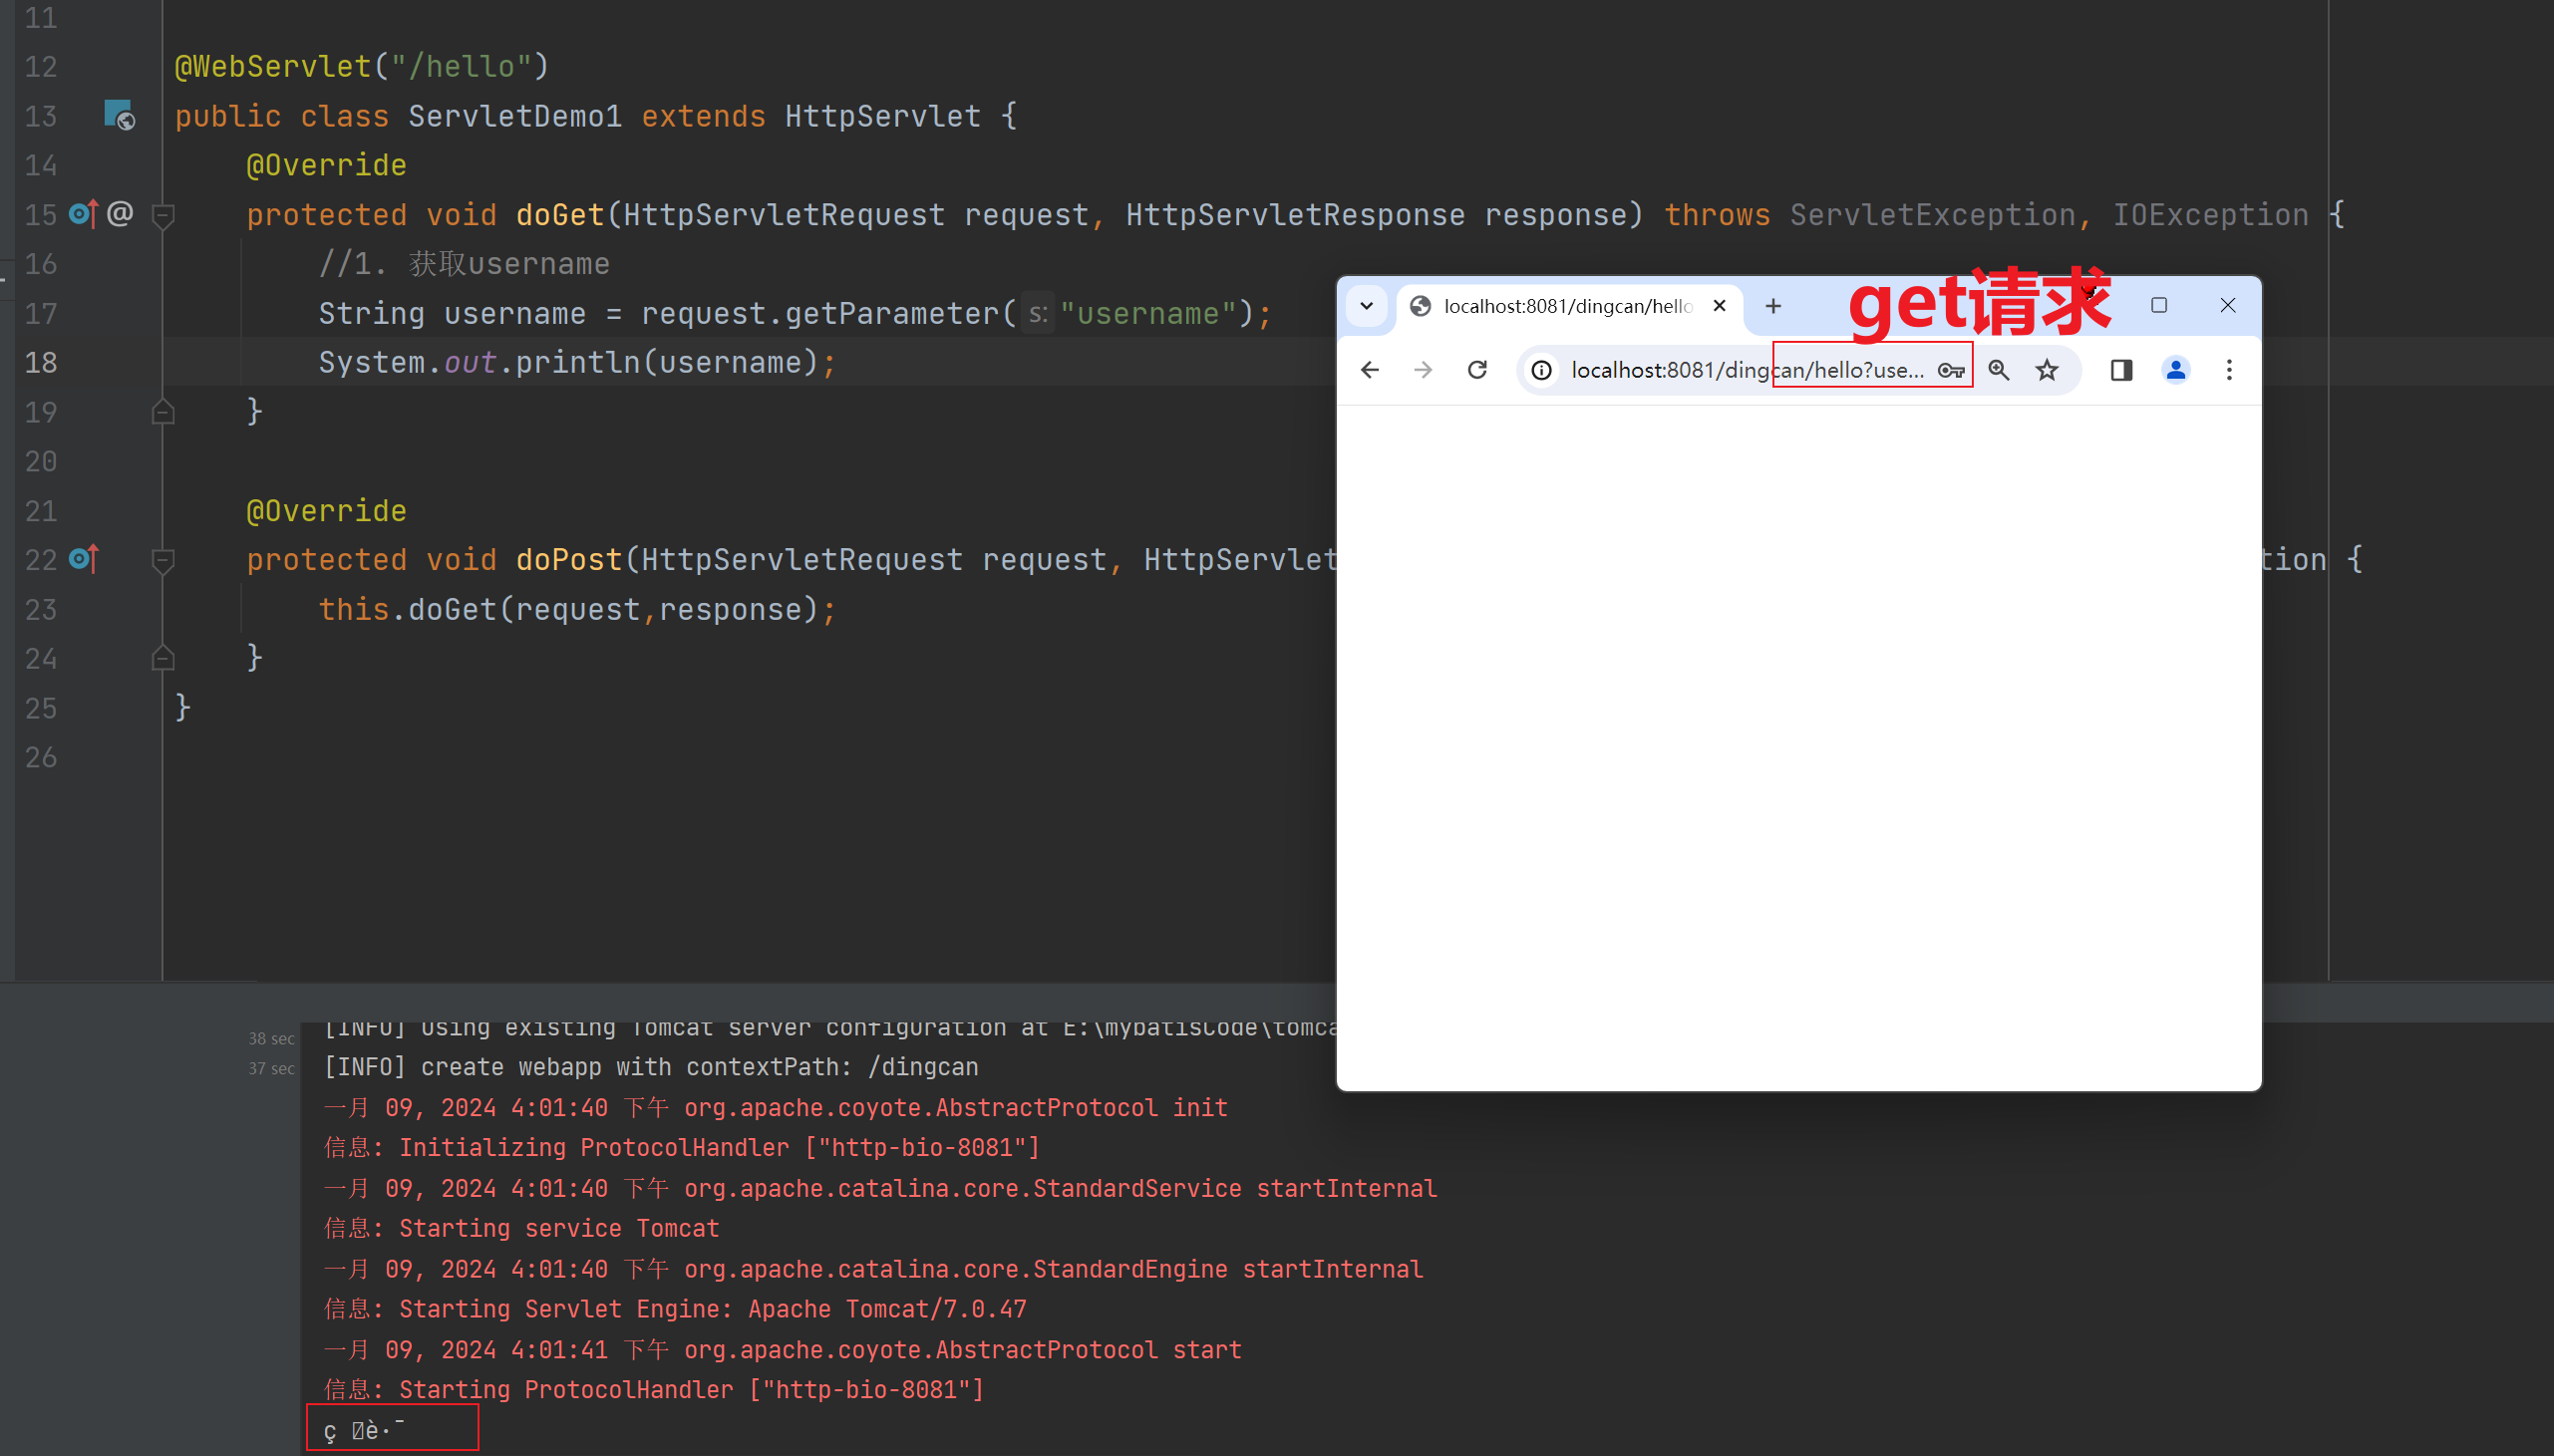 11
12 @WebServlet("/hello")
13 public class ServletDemo1 extends HttpServlet {
14 @Override
15 @ protected void doGet(HttpServletRequest request, HttpServletResponse response) throws ServletException, IOException {
16 //1. 获取username
17 String username = request.getParameter( s: "username");
18 System.out.println(username);
19 }
20
21 @Override
22 protected void doPost(HttpServletRequest request, HttpServlet tion {
23 this.doGet(request,response);
24 }
25 }
26
get请求
localhost:8081/dingcan/hello
localhost:8081/dingcan/hello?use...
38 sec [INFO] Using existing Tomcat server configuration at E:\mybatisCode\tomca
37 sec [INFO] create webapp with contextPath: /dingcan
一月 09, 2024 4:01:40 下午 org.apache.coyote.AbstractProtocol init
信息: Initializing ProtocolHandler ["http-bio-8081"]
一月 09, 2024 4:01:40 下午 org.apache.catalina.core.StandardService startInternal
信息: Starting service Tomcat
一月 09, 2024 4:01:40 下午 org.apache.catalina.core.StandardEngine startInternal
信息: Starting Servlet Engine: Apache Tomcat/7.0.47
一月 09, 2024 4:01:41 下午 org.apache.coyote.AbstractProtocol start
信息: Starting ProtocolHandler ["http-bio-8081"]
ç è·¯